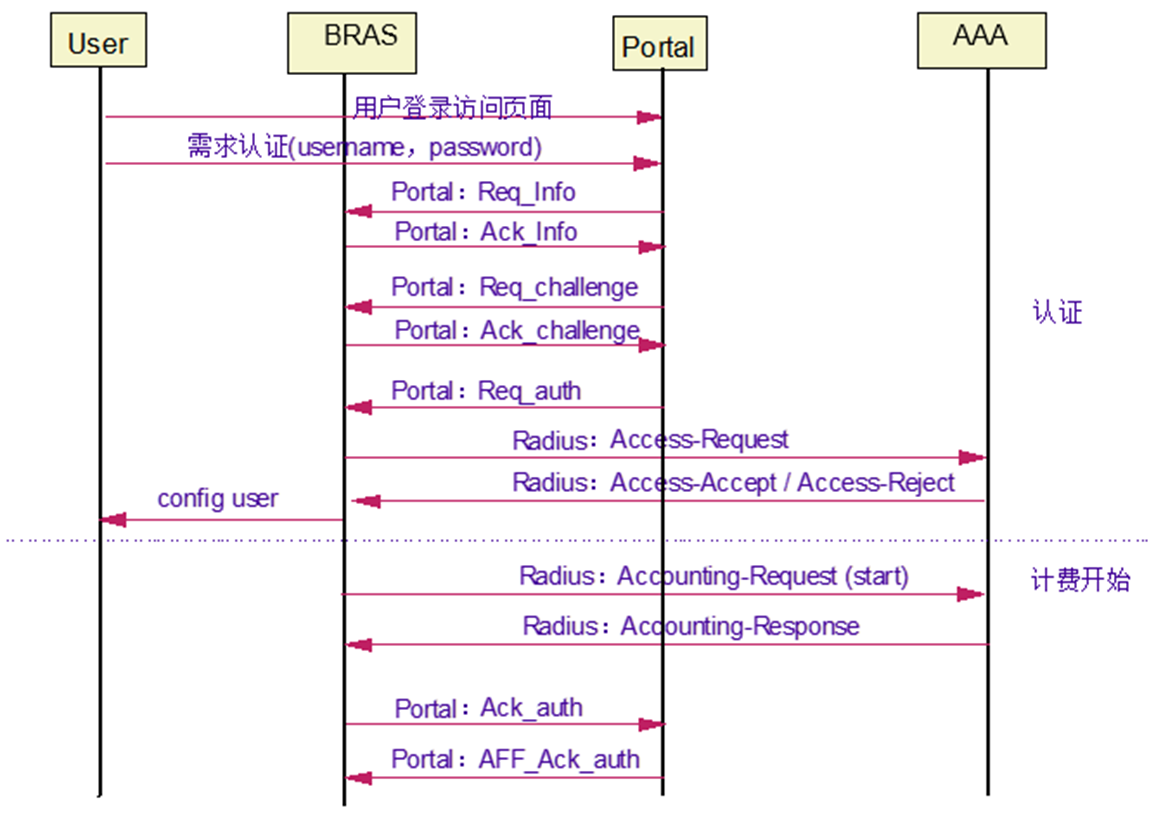 User
BRAS
Portal
AAA
用户登录访问页面
需求认证(username，password)
Portal：Req_Info
Portal：Ack_Info
Portal：Req_challenge
认证
Portal：Ack_challenge
Portal：Req_auth
Radius：Access-Request
Radius：Access-Accept / Access-Reject
config user
Radius：Accounting-Request (start)
计费开始
Radius：Accounting-Response
Portal：Ack_auth
Portal：AFF_Ack_auth